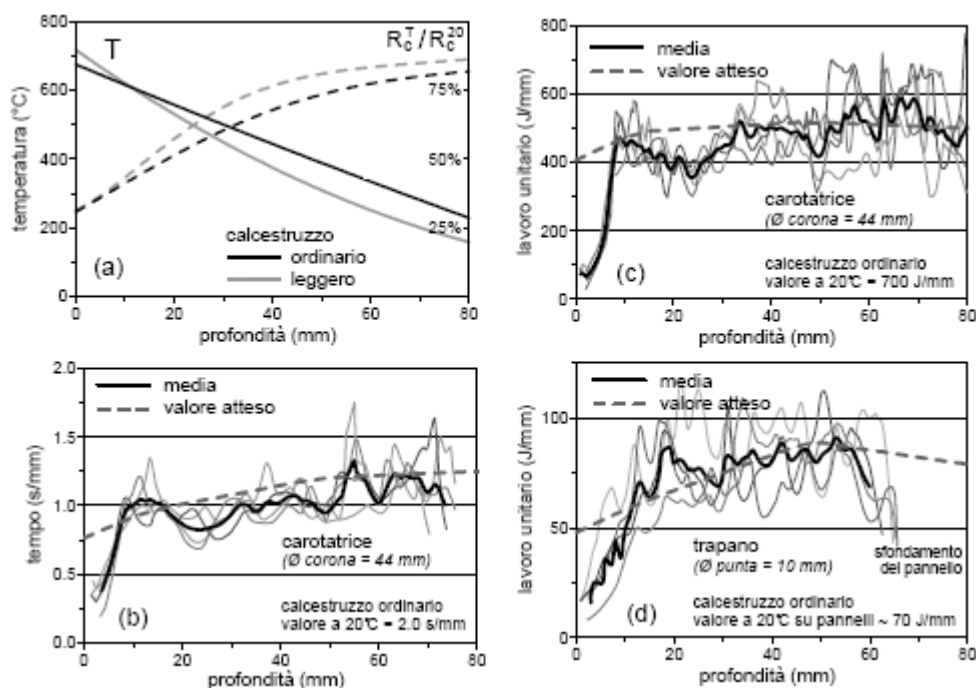 800
T
R_c^T/R_c^20
600
75%
400
50%
200
25%
calcestruzzo
ordinario
leggero
(a)
0
0 20 40 60 80
profondità (mm)
temperatura (°C)
800
media
valore atteso
600
400
carotatrice
(Ø corona = 44 mm)
200
(c)
calcestruzzo ordinario
valore a 20°C = 700 J/mm
0
0 20 40 60 80
profondità (mm)
lavoro unitario (J/mm)
2.0
media
valore atteso
1.5
1.0
carotatrice
(Ø corona = 44 mm)
0.5
(b)
calcestruzzo ordinario
valore a 20°C = 2.0 s/mm
0.0
0 20 40 60 80
profondità (mm)
tempo (s/mm)
media
valore atteso
100
50
trapano
(Ø punta = 10 mm)
sfondamento
del pannello
(d)
calcestruzzo ordinario
valore a 20°C su pannelli ~ 70 J/mm
0
0 20 40 60 80
profondità (mm)
lavoro unitario (J/mm)